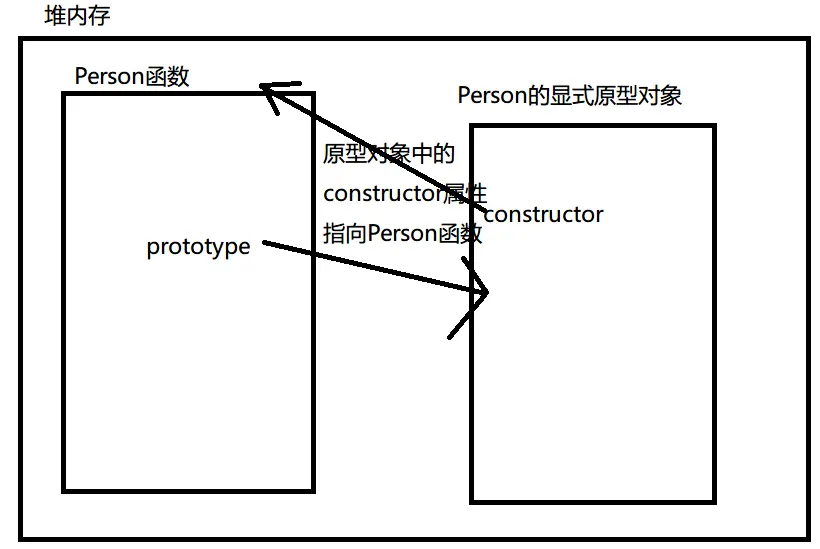 堆内存
Person函数
Person的显式原型对象
原型对象中的
constructor属性
指向Person函数
constructor
prototype